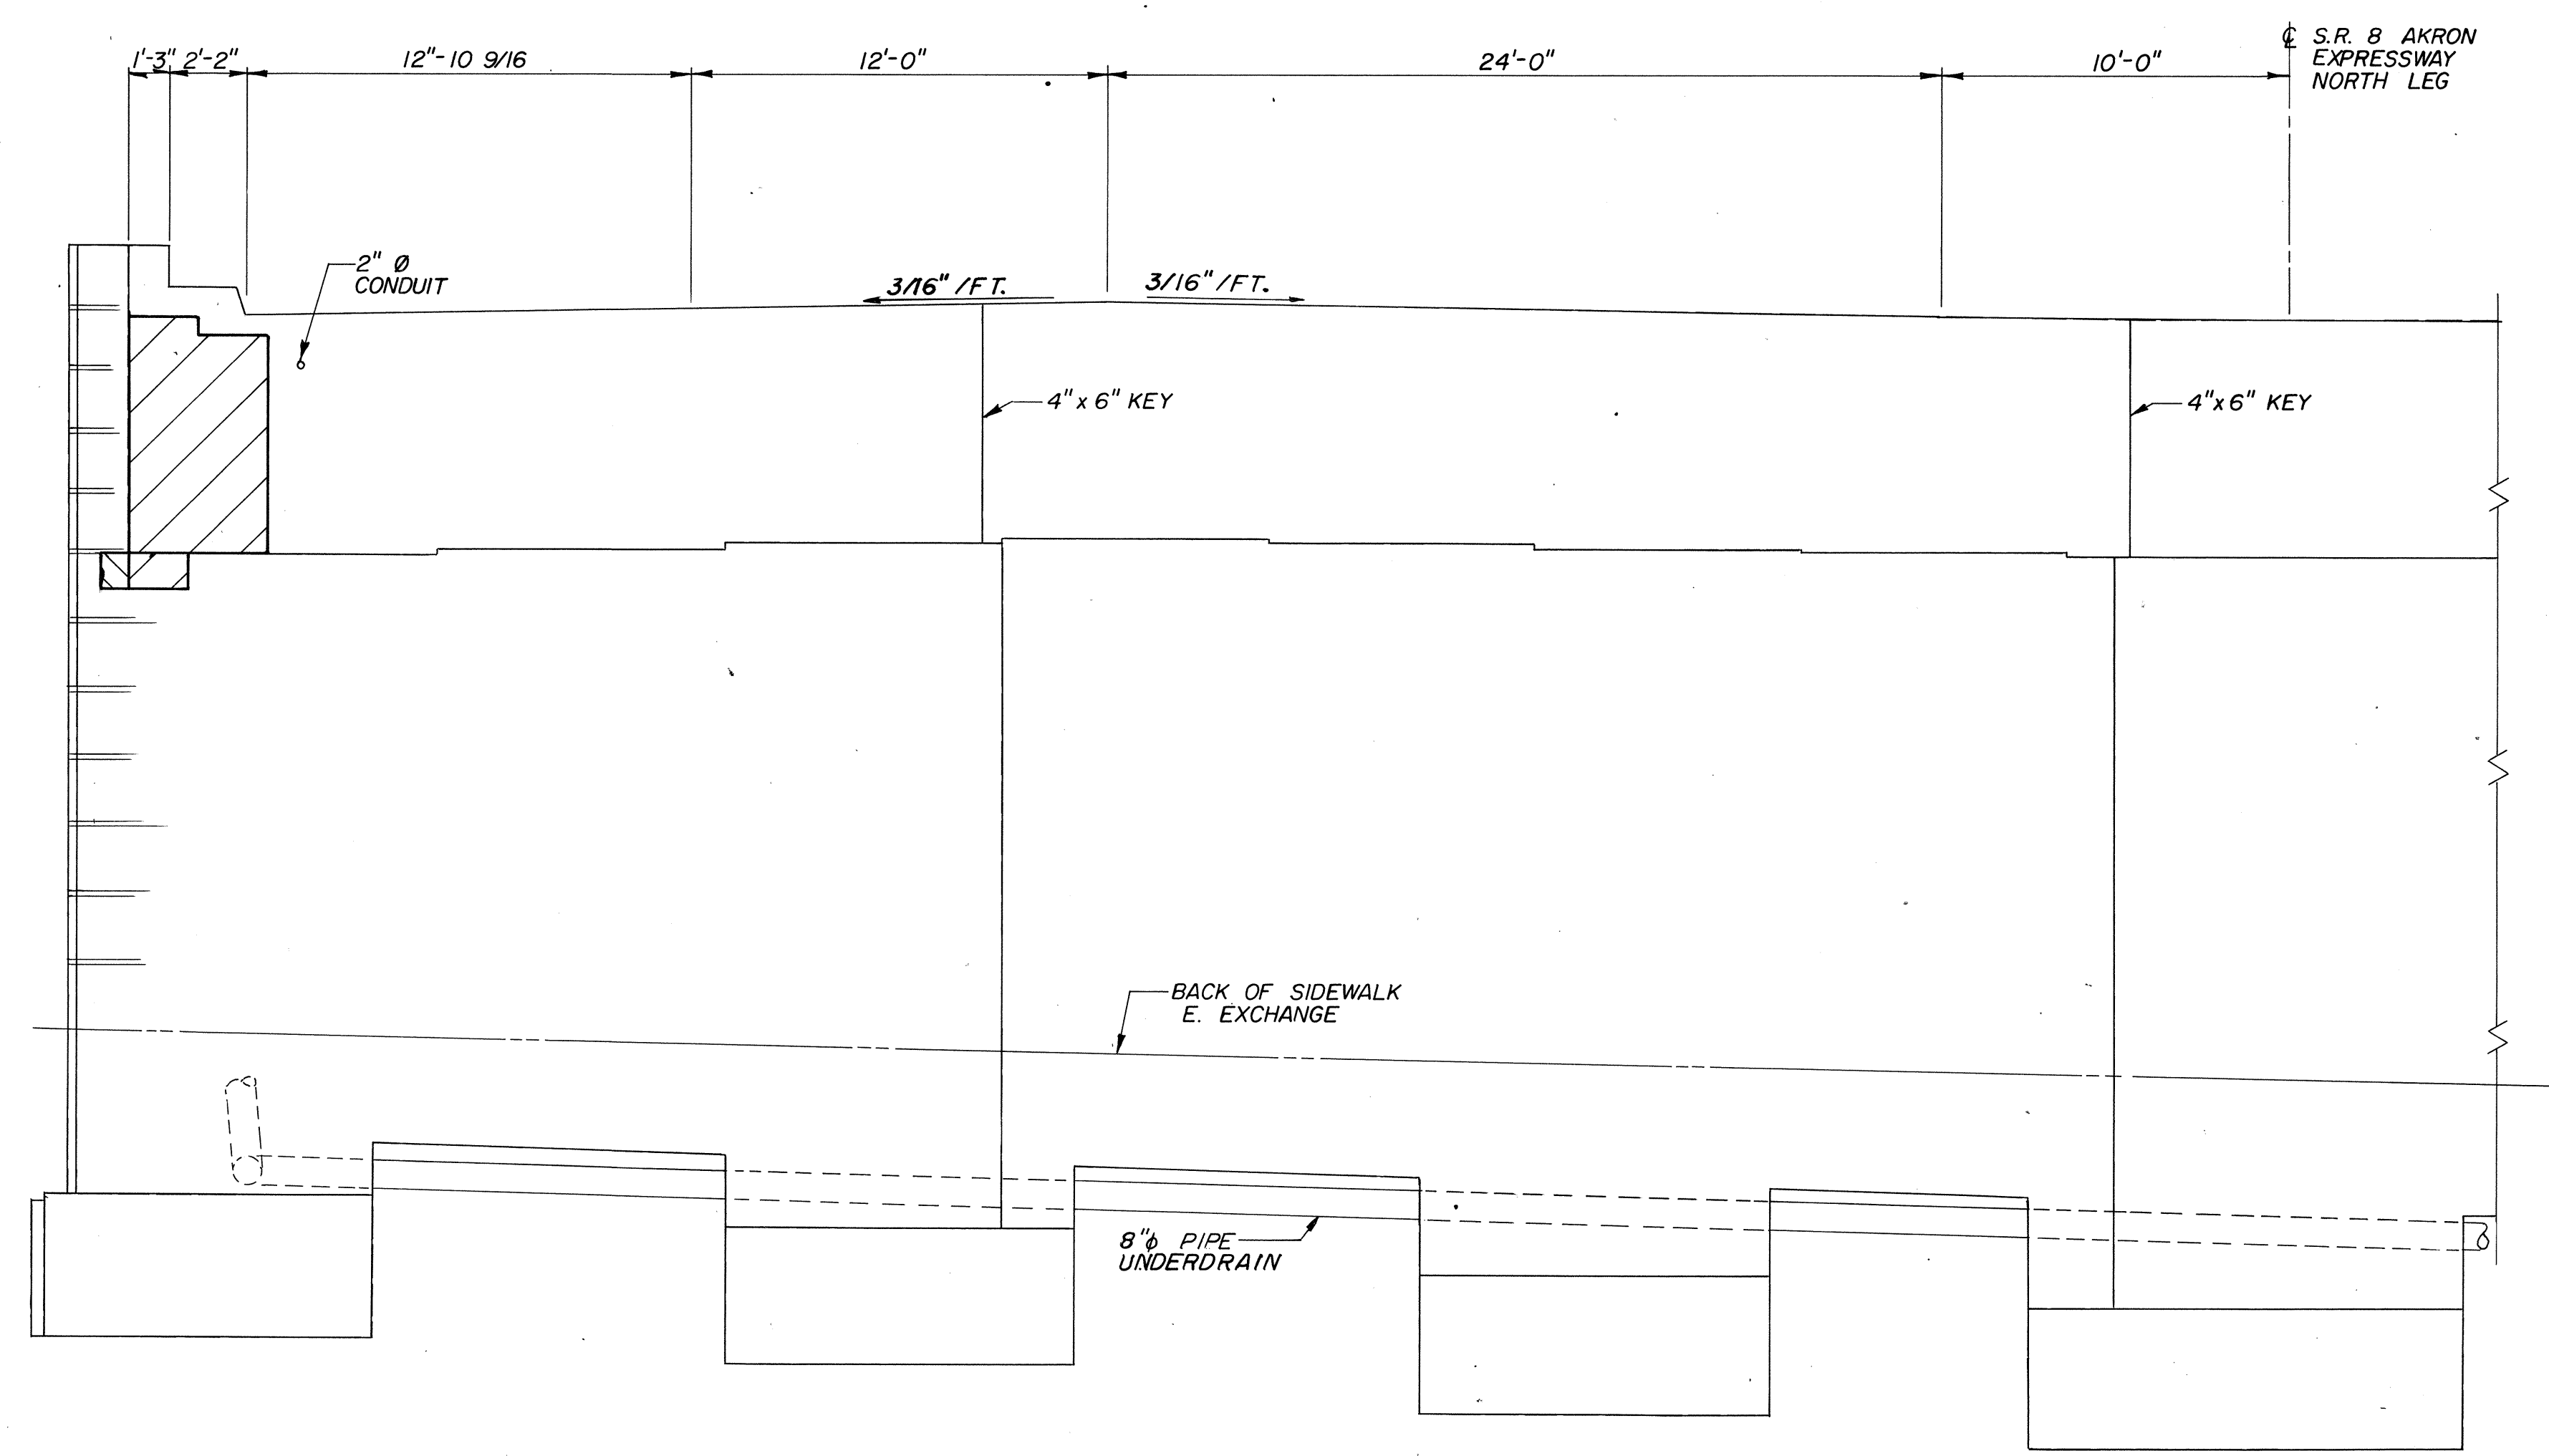 1'-3" 2'-2" 12"-10 9/16 12'-0" 24'-0" 10'-0"
℄ S.R. 8 AKRON
EXPRESSWAY
NORTH LEG
2" Ø
CONDUIT
3/16" /FT. 3/16" /FT.
4"x 6" KEY 4"x 6" KEY
BACK OF SIDEWALK
E. EXCHANGE
8"ϕ PIPE
UNDERDRAIN